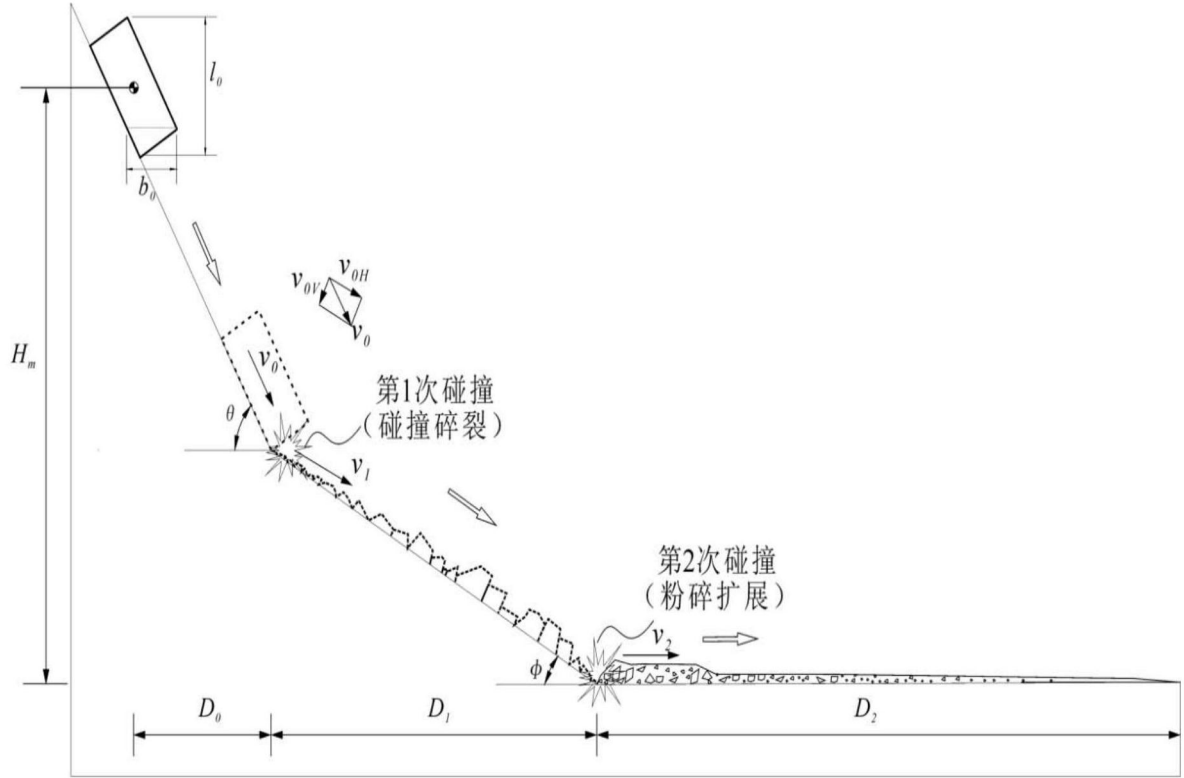 l₀
b₀
v₀H
v₀V
v₀
Hₘ
v₀
θ
第1次碰撞
（碰撞碎裂）
v₁
第2次碰撞
（粉碎扩展）
v₂
ϕ
D₀
D₁
D₂